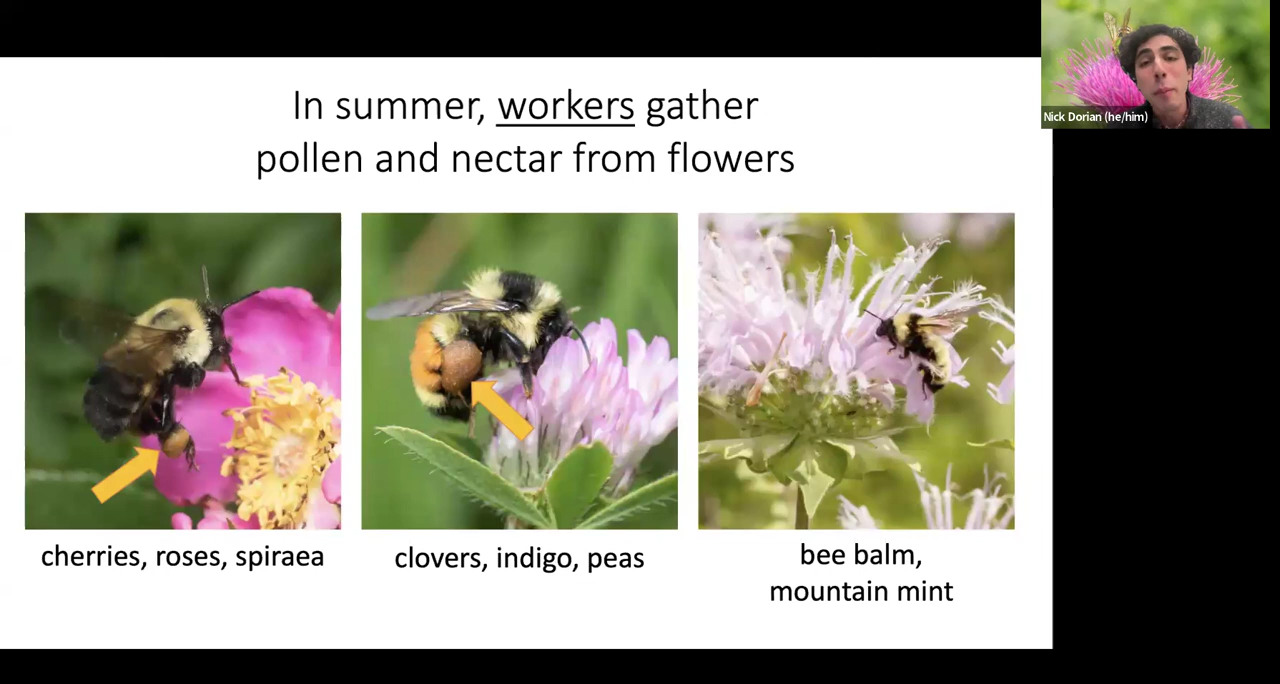 In summer, workers gather
pollen and nectar from flowers
Nick Dorian (he/him)
cherries, roses, spiraea
clovers, indigo, peas
bee balm,
mountain mint